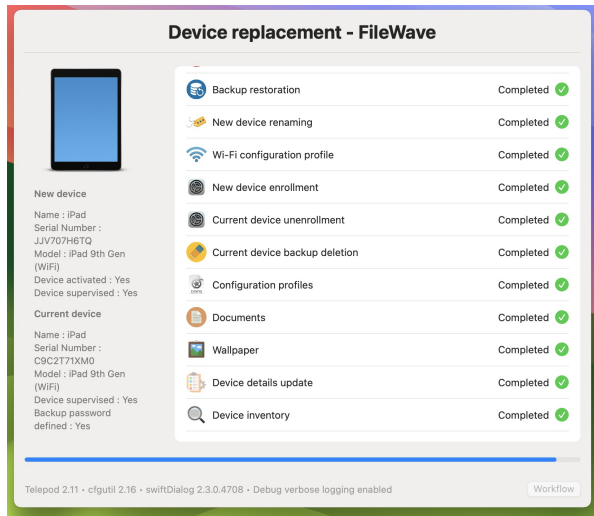 Device replacement - FileWave
New device
Name : iPad
Serial Number :
JJV707H6TQ
Model : iPad 9th Gen
(WiFi)
Device activated : Yes
Device supervised : Yes
Current device
Name : iPad
Serial Number :
C9C2T71XM0
Model : iPad 9th Gen
(WiFi)
Device supervised : Yes
Backup password
defined : Yes
Backup restoration Completed
New device renaming Completed
Wi-Fi configuration profile Completed
New device enrollment Completed
Current device unenrollment Completed
Current device backup deletion Completed
Configuration profiles Completed
Documents Completed
Wallpaper Completed
Device details update Completed
Device inventory Completed
Telepod 2.11 • cfgutil 2.16 • swiftDialog 2.3.0.4708 • Debug verbose logging enabled
Workflow